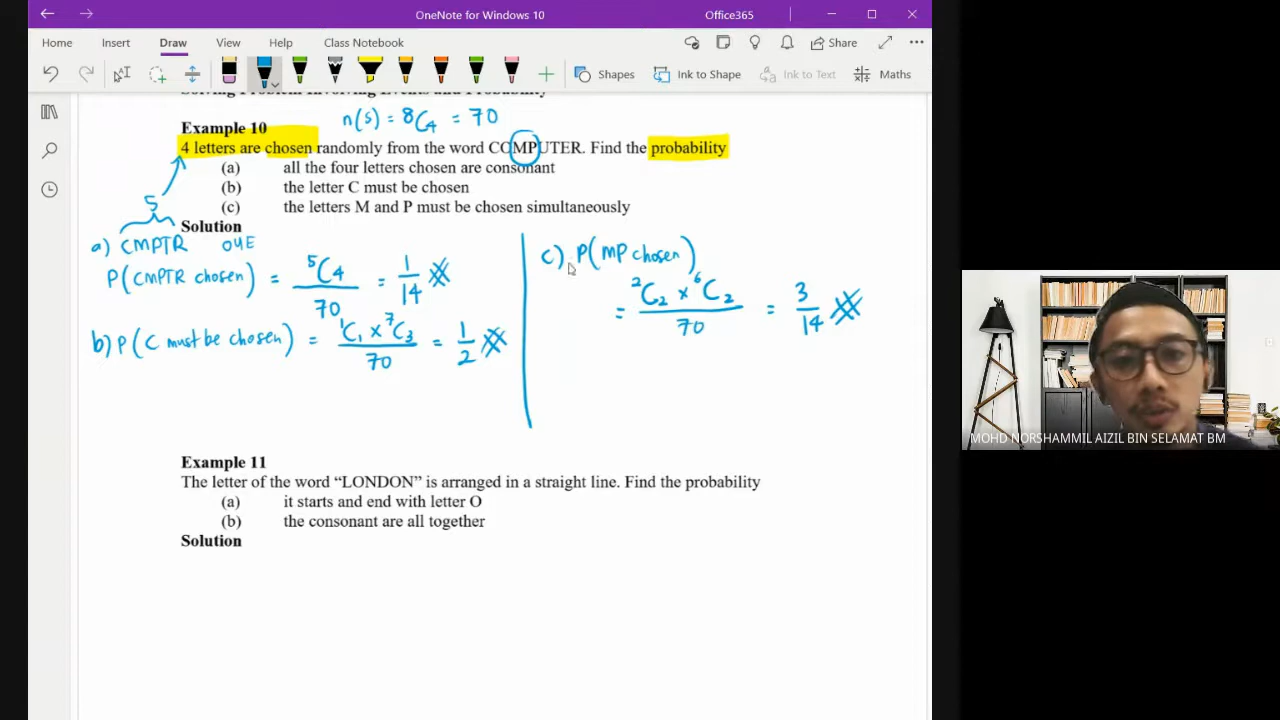 OneNote for Windows 10
Office365
Home Insert Draw View Help Class Notebook
Share
Shapes Ink to Shape Ink to Text Maths
Solving Problem Involving Events and Probability
n(S) = 8C4 = 70
Example 10
4 letters are chosen randomly from the word COMPUTER. Find the probability
(a) all the four letters chosen are consonant
(b) the letter C must be chosen
(c) the letters M and P must be chosen simultaneously
5
Solution
a) CMPTR OUE
P(CMPTR chosen) = ⁵C₄ / 70 = 1/14
b) P(C must be chosen) = ¹C₁ × ⁷C₃ / 70 = 1/2
c) P(MP chosen)
= ²C₂ × ⁶C₂ / 70 = 3/14
Example 11
The letter of the word “LONDON” is arranged in a straight line. Find the probability
(a) it starts and end with letter O
(b) the consonant are all together
Solution
MOHD NORSHAMMIL AIZIL BIN SELAMAT BM